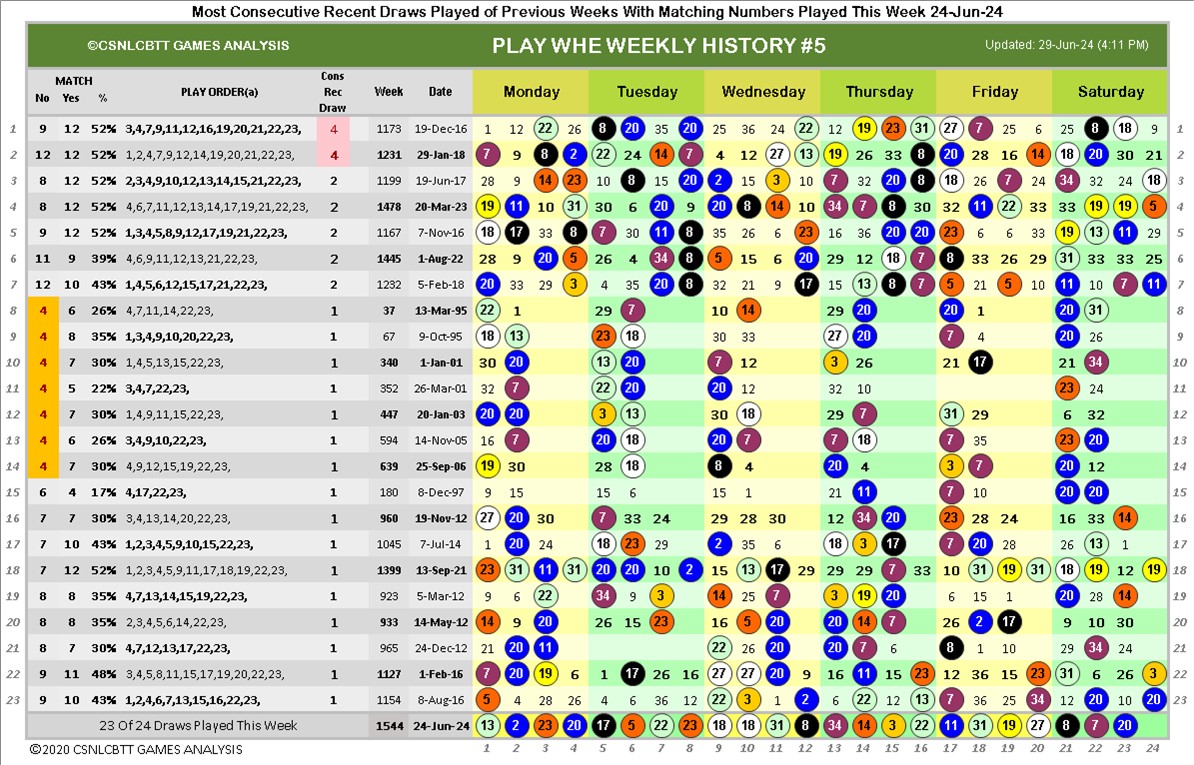 Most Consecutive Recent Draws Played of Previous Weeks With Matching Numbers Played This Week 24-Jun-24
©CSNLCBTT GAMES ANALYSIS PLAY WHE WEEKLY HISTORY #5 Updated: 29-Jun-24 (4:11 PM)
No MATCH Yes % PLAY ORDER(a) Cons Rec Draw Week Date Monday Tuesday Wednesday Thursday Friday Saturday
1 9 12 52% 3,4,7,9,11,12,16,19,20,21,22,23, 4 1173 19-Dec-16 1 12 22 26 8 20 35 20 25 36 24 22 12 14 23 31 27 7 25 6 25 8 18 9 1
2 12 12 52% 1,2,4,7,9,12,14,15,20,21,22,23, 4 1231 29-Jan-18 7 9 8 2 22 24 14 7 4 12 27 13 19 26 33 8 20 28 16 14 18 20 30 21 2
3 12 52% 2,3,4,9,10,12,13,14,15,21,22,23, 2 1199 19-Jun-17 28 9 14 23 10 8 15 20 2 15 3 10 7 32 20 8 18 26 7 24 34 32 24 18 3
4 8 12 52% 4,6,7,11,12,13,14,17,19,21,22,23, 2 1478 20-Mar-23 19 11 10 31 30 6 20 9 20 8 14 10 34 7 8 30 32 11 22 33 33 19 19 5 4
5 9 12 52% 1,3,4,5,8,9,12,17,19,21,22,23, 2 1167 7-Nov-16 18 17 33 8 7 30 11 8 35 26 6 23 16 36 20 20 23 6 6 33 19 13 11 29 5
6 11 9 39% 4,6,9,11,12,13,21,22,23, 2 1445 1-Aug-22 28 9 20 5 26 4 34 8 5 15 6 20 29 12 18 7 8 33 26 29 31 33 33 25 6
7 12 10 43% 1,4,5,6,12,15,17,21,22,23, 2 1232 5-Feb-18 20 33 29 3 4 35 20 8 32 21 9 17 15 13 8 7 5 21 5 10 11 10 7 11 7
8 4 6 26% 4,7,11,14,22,23, 1 37 13-Mar-95 22 1 29 7 10 14 29 20 20 1 20 31 8
9 4 8 35% 1,3,4,9,10,20,22,23, 1 67 9-Oct-95 18 13 23 18 30 33 27 20 7 4 20 26 9
10 4 7 30% 1,4,5,13,15,22,23, 1 340 1-Jan-01 30 20 13 20 7 12 3 26 21 17 21 34 10
11 4 5 22% 3,4,7,22,23, 1 352 26-Mar-01 32 7 22 20 20 12 32 10 23 24 11
12 4 7 30% 1,4,9,11,15,22,23, 1 447 20-Jan-03 20 20 3 13 30 18 29 7 31 29 6 32 12
13 4 6 26% 3,4,9,10,22,23, 1 594 14-Nov-05 16 7 20 18 20 7 7 18 7 35 23 20 13
14 4 7 30% 4,9,12,15,19,22,23, 1 639 25-Sep-06 19 30 28 18 8 4 20 4 3 7 20 12 14
15 6 4 17% 4,17,22,23, 1 180 8-Dec-97 9 15 15 6 15 1 21 11 7 10 20 20 15
16 7 7 30% 3,4,13,14,20,22,23, 1 960 19-Nov-12 27 20 30 7 33 24 29 28 30 12 34 20 23 28 24 16 33 14 16
17 7 10 43% 1,2,3,4,5,9,10,15,22,23, 1 1045 7-Jul-14 1 20 24 18 23 29 2 35 6 18 3 17 7 20 28 26 13 1 17
18 7 12 52% 1,2,3,4,5,9,11,17,18,19,22,23, 1 1399 13-Sep-21 23 31 11 31 20 20 10 2 15 13 17 29 29 29 7 33 10 31 19 31 18 19 12 19 18
19 8 8 35% 4,7,13,14,15,19,22,23, 1 923 5-Mar-12 9 6 22 34 9 3 14 25 7 3 19 20 6 15 1 20 28 14 19
20 8 8 35% 2,3,4,5,6,14,22,23, 1 933 14-May-12 14 9 20 26 15 23 16 5 20 20 14 7 26 2 17 9 10 30 20
21 8 7 30% 4,7,12,13,17,22,23, 1 965 24-Dec-12 21 20 11 22 26 20 20 7 6 8 1 10 21 34 24 21
22 9 11 48% 3,4,5,8,11,15,17,19,20,22,23, 1 1127 1-Feb-16 7 20 19 6 1 17 26 16 27 27 20 9 16 11 15 23 12 36 15 23 31 6 26 3 22
23 10 43% 1,2,4,6,7,13,15,16,22,23, 1 1154 8-Aug-16 5 4 28 26 4 6 36 12 22 3 1 2 6 22 12 13 7 36 25 34 12 20 10 20 23
23 Of 24 Draws Played This Week 1544 24-Jun-24 13 2 23 20 17 5 22 23 18 18 31 8 34 14 3 22 11 31 19 27 8 7 20
©2020 CSNLCBTT GAMES ANALYSIS 1 2 3 4 5 6 7 8 9 10 11 12 13 14 15 16 17 18 19 20 21 22 23 24